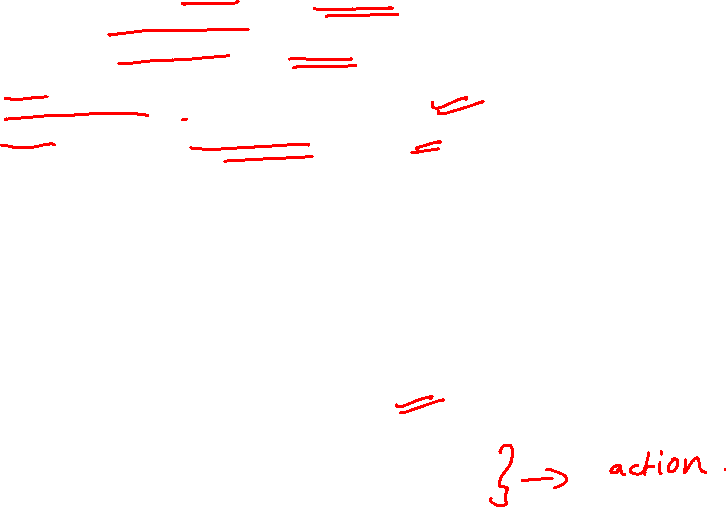 } → action.